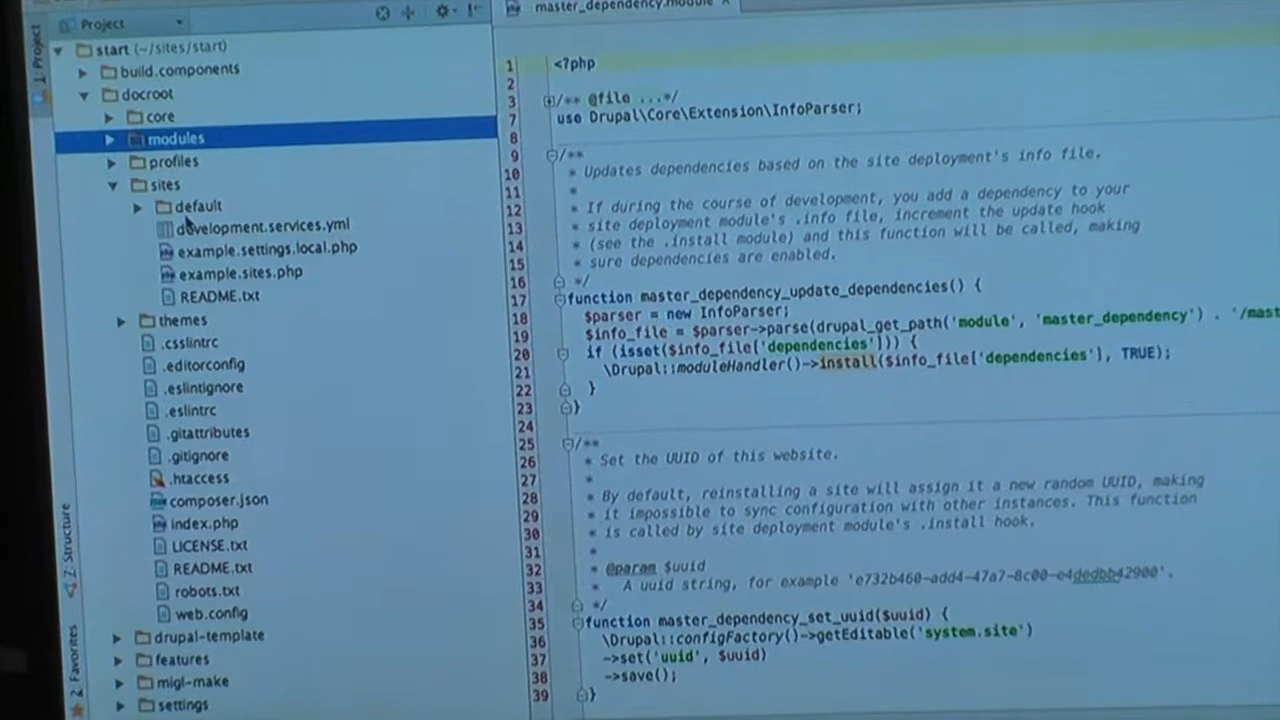 Project
master_dependency.module
1: Project
start (~/sites/start)
build.components
docroot
core
modules
profiles
sites
default
development.services.yml
example.settings.local.php
example.sites.php
README.txt
themes
.csslintrc
.editorconfig
.eslintignore
.eslintrc
.gitattributes
.gitignore
.htaccess
composer.json
index.php
LICENSE.txt
README.txt
robots.txt
web.config
drupal-template
features
migl-make
settings
Z: Structure
2: Favorites
1 <?php
2
3 /** @file ...*/
7 use Drupal\Core\Extension\InfoParser;
8
9 /**
10 * Updates dependencies based on the site deployment's info file.
11 *
12 * If during the course of development, you add a dependency to your
13 * site deployment module's .info file, increment the update hook
14 * (see the .install module) and this function will be called, making
15 * sure dependencies are enabled.
16 */
17 function master_dependency_update_dependencies() {
18 $parser = new InfoParser;
19 $info_file = $parser->parse(drupal_get_path('module', 'master_dependency') . '/mast
20 if (isset($info_file['dependencies'])) {
21 \Drupal::moduleHandler()->install($info_file['dependencies'], TRUE);
22 }
23 }
24
25 /**
26 * Set the UUID of this website.
27 *
28 * By default, reinstalling a site will assign it a new random UUID, making
29 * it impossible to sync configuration with other instances. This function
30 * is called by site deployment module's .install hook.
31 *
32 * @param $uuid
33 * A uuid string, for example 'e732b460-add4-47a7-8c00-e4dedbb42900'.
34 */
35 function master_dependency_set_uuid($uuid) {
36 \Drupal::configFactory()->getEditable('system.site')
37 ->set('uuid', $uuid)
38 ->save();
39 }